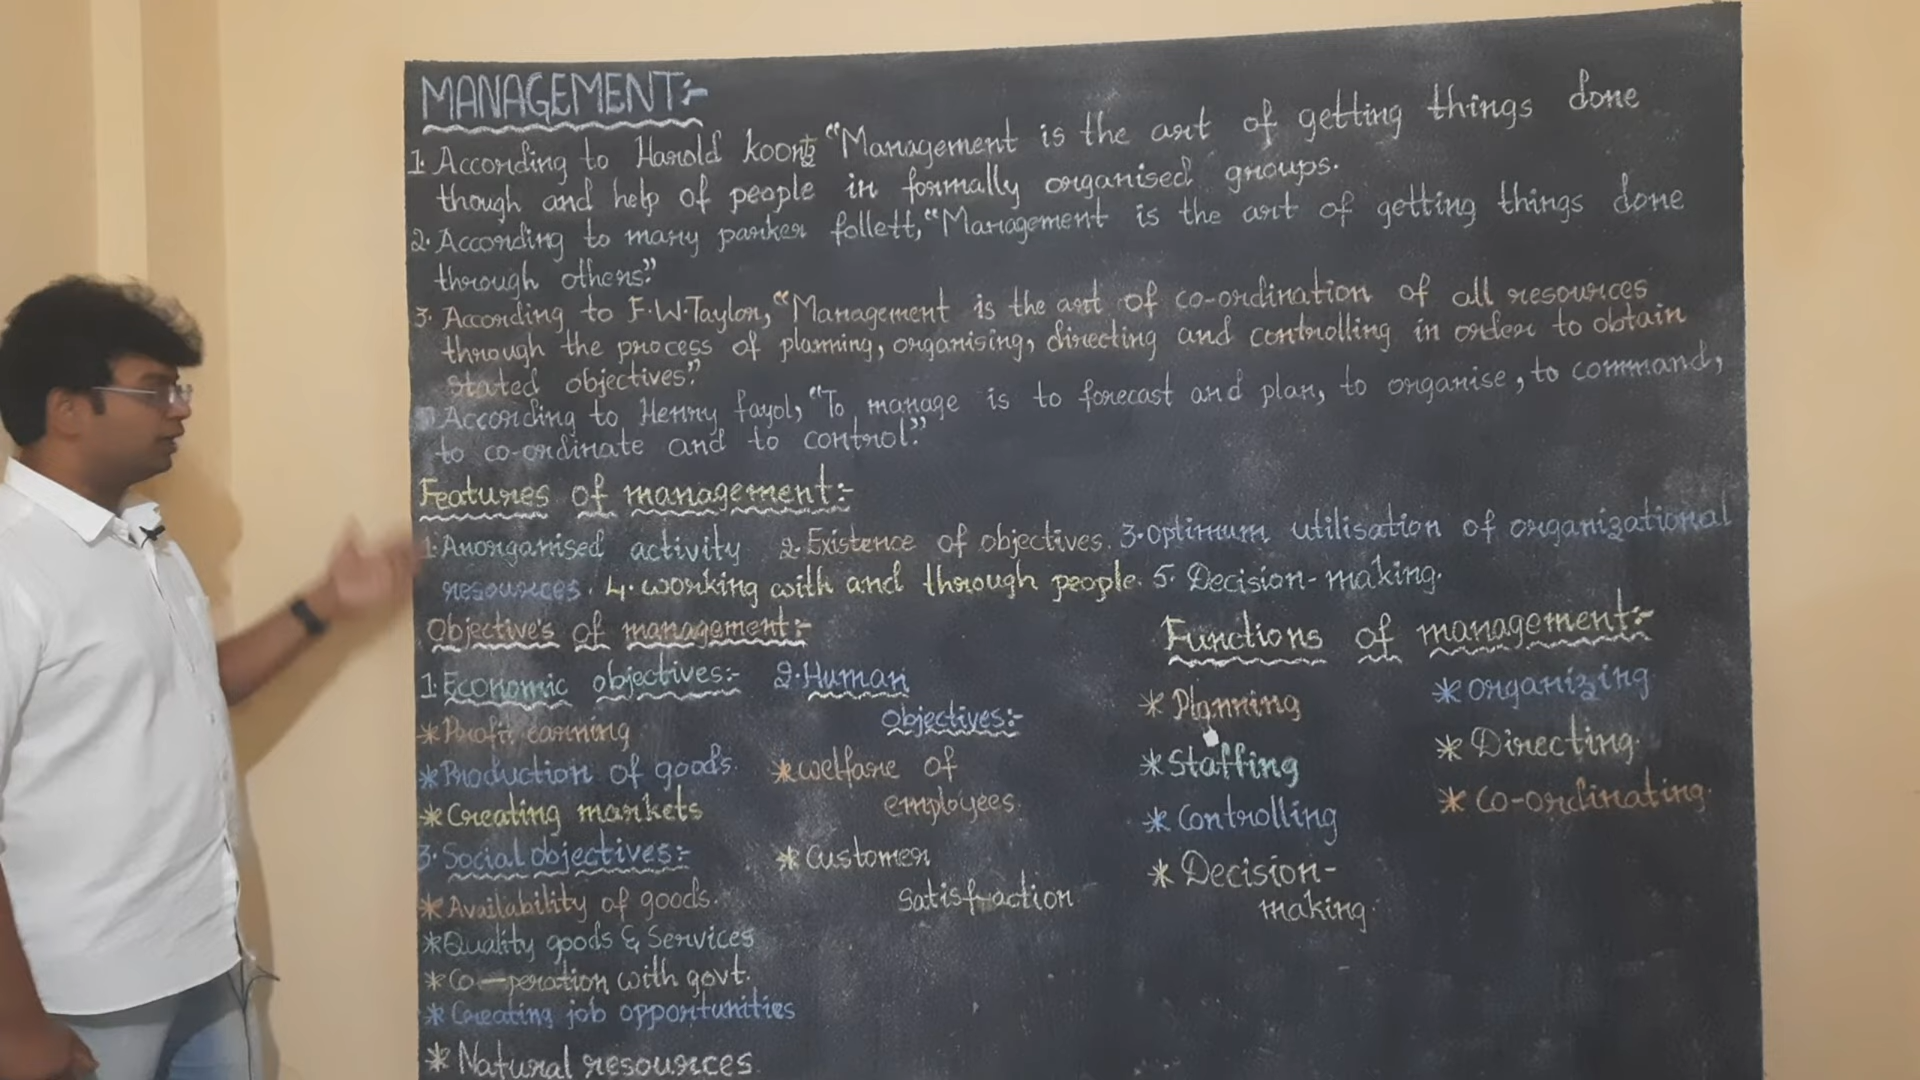 MANAGEMENT:-
1. According to Harold koontz "Management is the art of getting things done
though and help of people in formally organised groups.
2. According to mary parker follett, "Management is the art of getting things done
through others."
3. According to F.W.Taylor, "Management is the art of co-ordination of all resources
through the process of planning, organising, directing and controlling in order to obtain
stated objectives."
According to Henry fayol, "To manage is to forecast and plan, to organise, to command,
to co-ordinate and to control."
Features of management:-
1. Anorganised activity 2. Existence of objectives. 3. optimum utilisation of organizational
resources. 4. working with and through people. 5. Decision-making.
Objective's of management:-
1. Economic objectives:-
* Profit earning
* Production of goods.
* Creating markets
2. Human
Objectives:-
* welfare of
employees.
* Customer
Satisfraction
3. Social objectives:-
* Availability of goods.
* Quality goods & Services
* Co-peration with govt.
* Creating job opportunities
* Natural resources
Functions of management:-
* Planning
* Staffing
* Controlling
* Decision-
making.
* Organizing
* Directing.
* Co-ordinating.